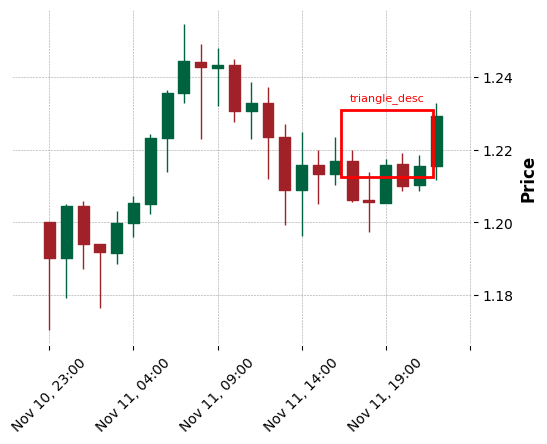 triangle_desc
1.24
1.22
1.20
1.18
Price
Nov 10, 23:00
Nov 11, 04:00
Nov 11, 09:00
Nov 11, 14:00
Nov 11, 19:00